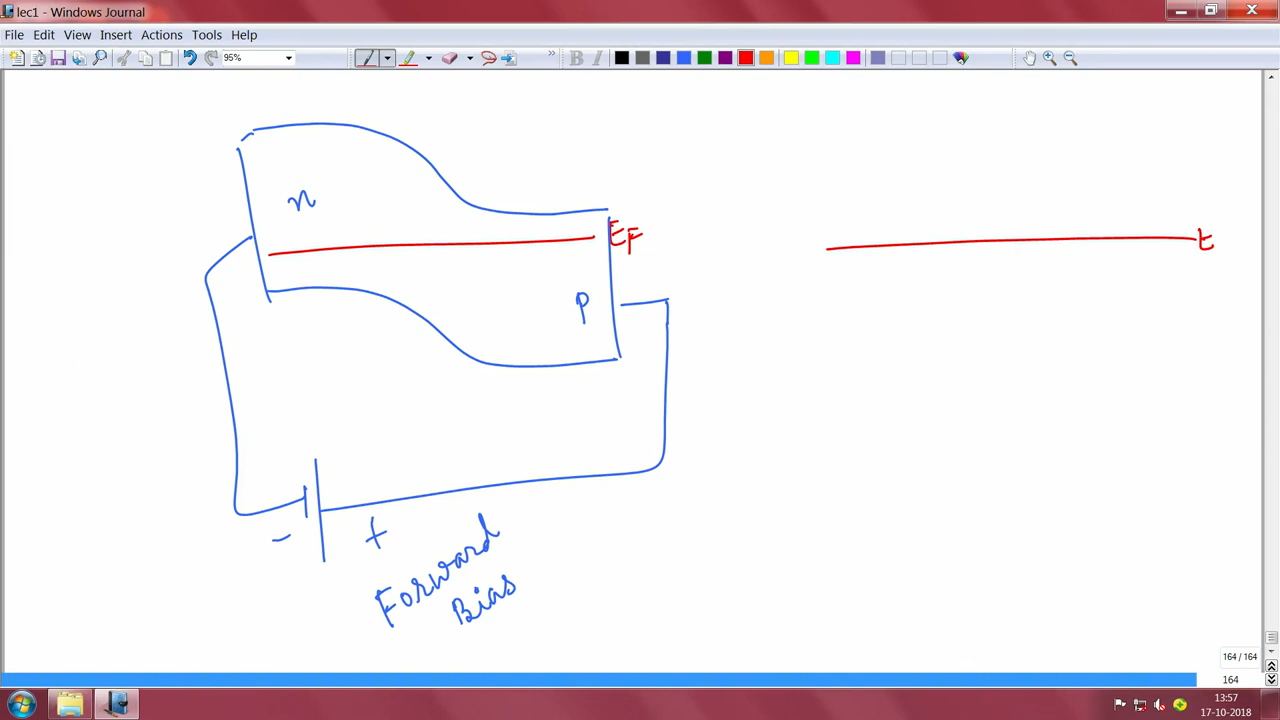 lec1 - Windows Journal
File Edit View Insert Actions Tools Help
95%
B I
n
EF
E
p
- +
Forward
Bias
164 / 164
164
13:57
17-10-2018